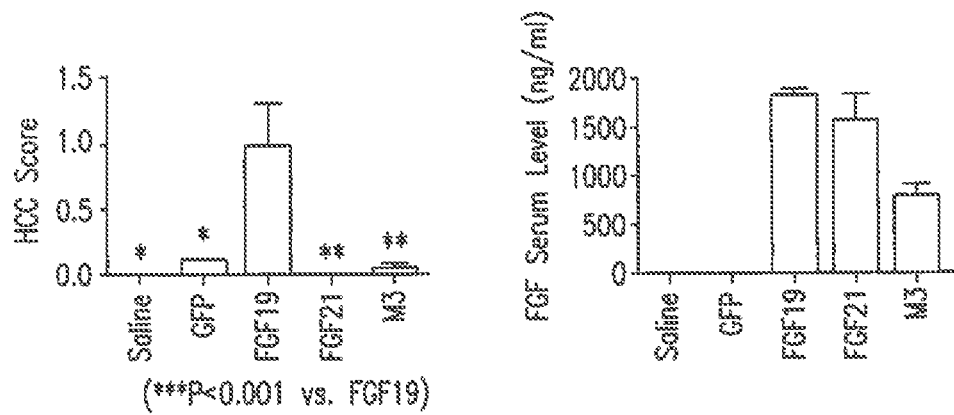 HCC Score
1.5
1.0
0.5
0.0
*
*
**
**
Saline
GFP
FGF19
FGF21
M3
(***P<0.001 vs. FGF19)
FGF Serum Level (ng/ml)
2000
1500
1000
500
0
Saline
GFP
FGF19
FGF21
M3